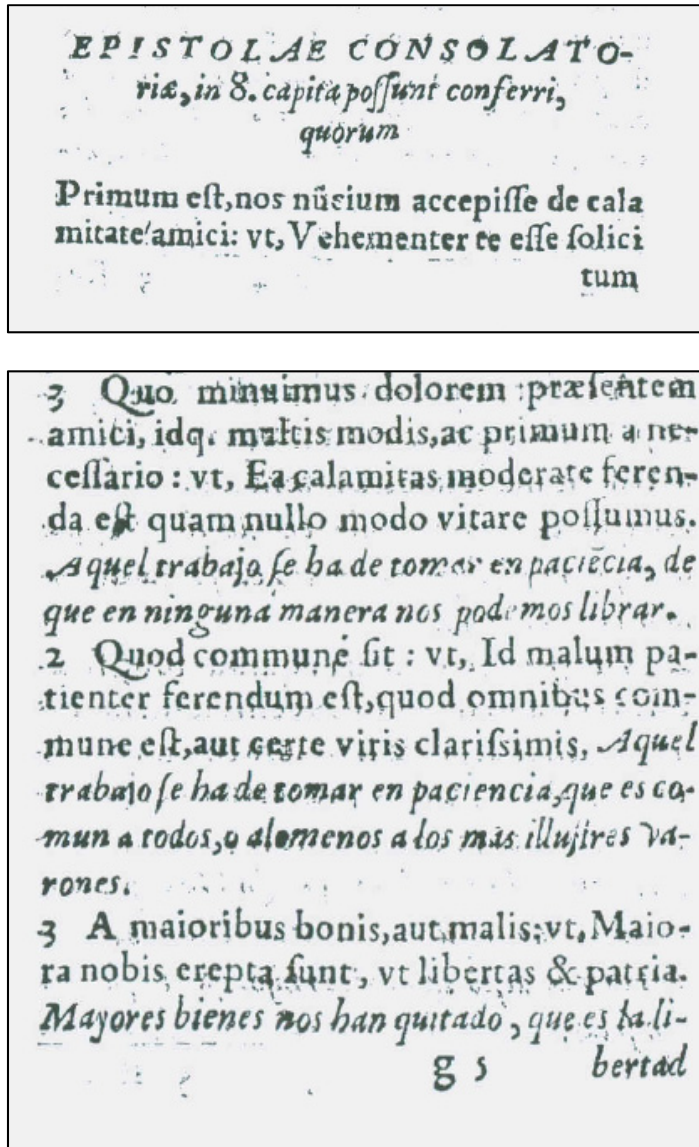 EPISTOLAE CONSOLATO-
riæ, in 8. capita poſſunt conferri,
quorum
Primum eſt, nos nũcium accepiſſe de cala
mitate amici: vt, Vehementer te eſſe ſolici
tum
3 Quo minuimus dolorem præſentem
amici, idq. multis modis, ac primum a ne-
ceſſario : vt, Ea calamitas moderate feren-
da eſt quam nullo modo vitare poſſumus.
Aquel trabajo ſe ha de tomar en paciẽcia, de
que en ninguna manera nos podemos librar.
2 Quod commune ſit : vt, Id malum pa-
tienter ferendum eſt, quod omnibus com-
mune eſt, aut certe viris clariſsimis, Aquel
trabajo ſe ha de tomar en paciencia, que es co-
mun a todos, o alomenos a los mas illuſtres va-
rones.
3 A maioribus bonis, aut malis: vt, Maio-
ra nobis erepta ſunt, vt libertas & patria.
Mayores bienes nos han quitado, que es la li-
g 5 bertad